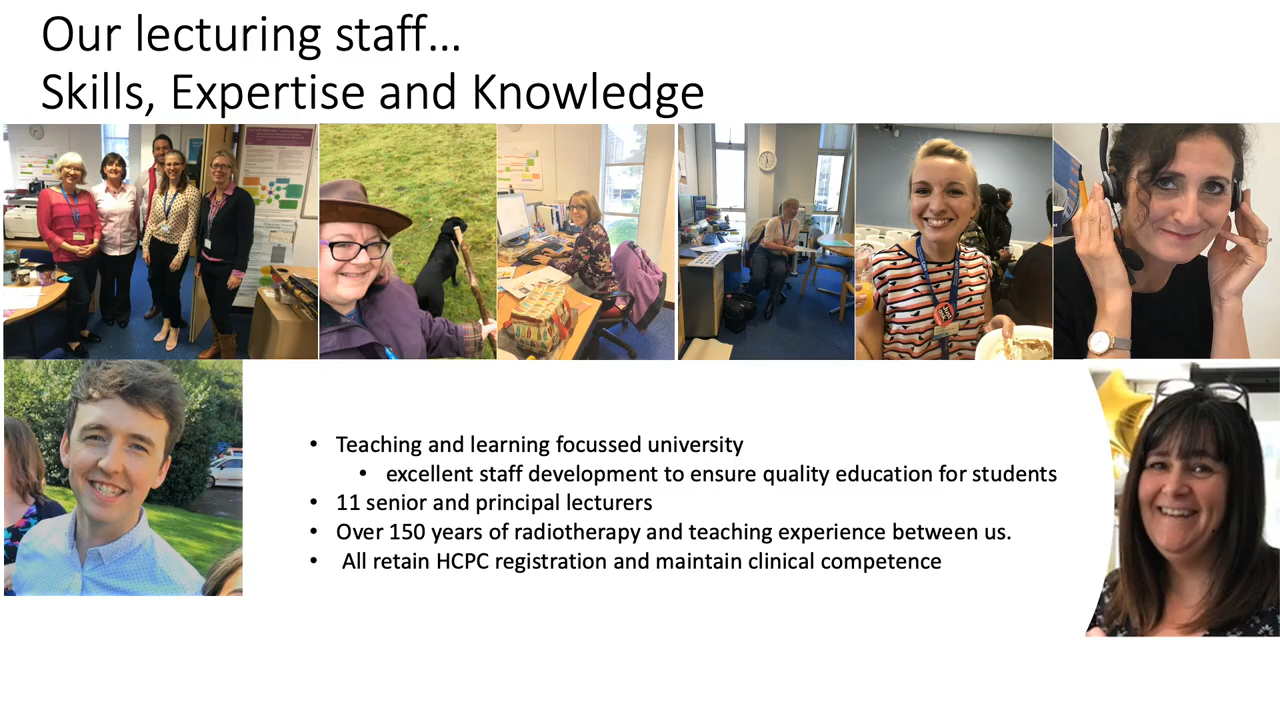 Our lecturing staff…
Skills, Expertise and Knowledge
• Teaching and learning focussed university
• excellent staff development to ensure quality education for students
• 11 senior and principal lecturers
• Over 150 years of radiotherapy and teaching experience between us.
• All retain HCPC registration and maintain clinical competence